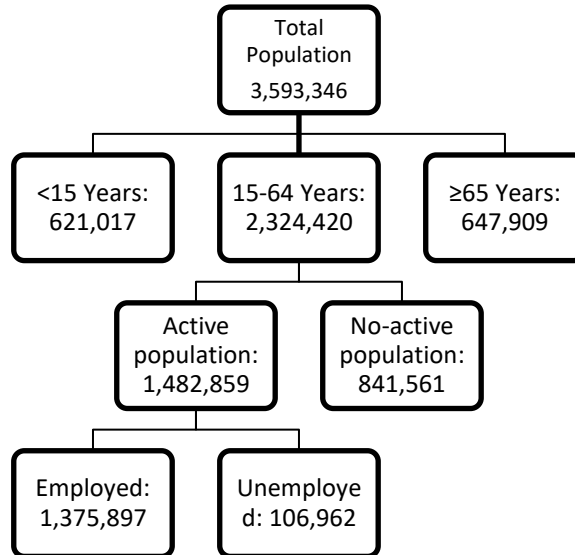 Total
Population
3,593,346
<15 Years:
621,017
15-64 Years:
2,324,420
≥65 Years:
647,909
Active
population:
1,482,859
No-active
population:
841,561
Employed:
1,375,897
Unemploye
d: 106,962